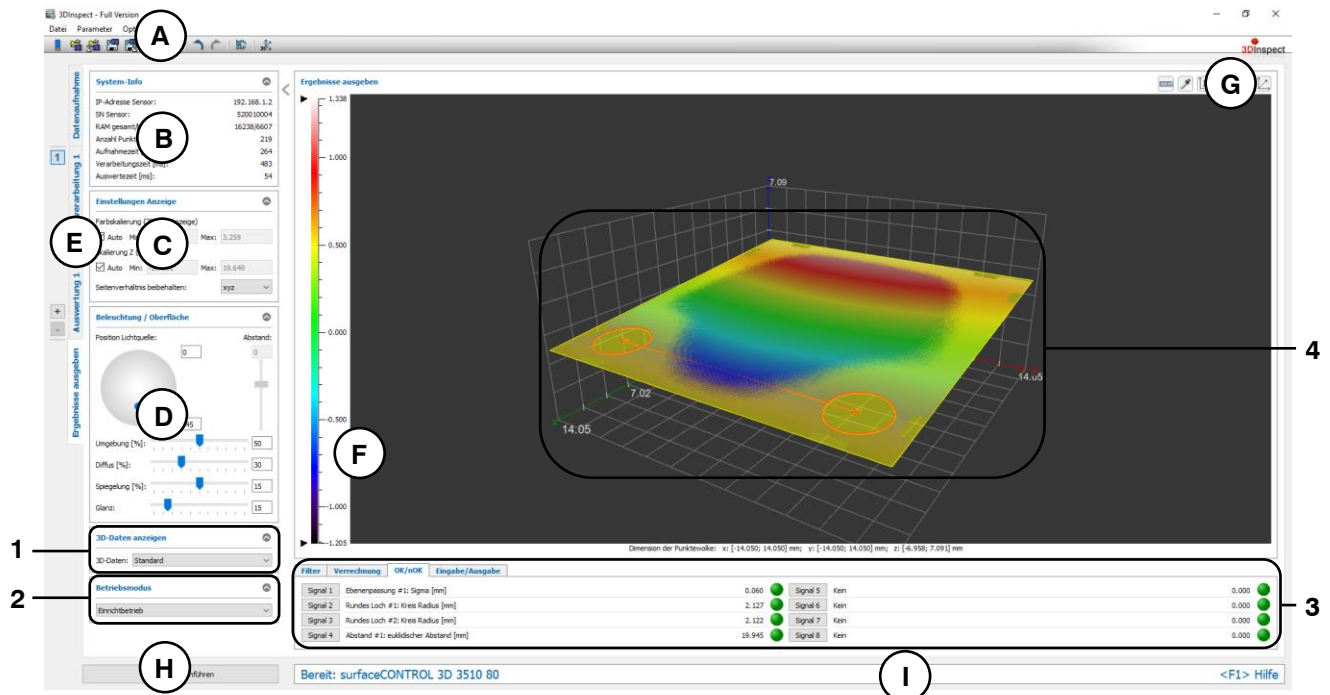 3DInspect - Full Version
Datei Parameter
A
3DInspect
System-Info
IP-Adresse Sensor: 192.168.1.2
SN Sensor: 520010004
RAM 16238/6607
Anzahl 219
264
Verarbeitungszeit 483
Auswertezeit [ms]: 54
B
Einstellungen Anzeige
Auto Max: 3.259
Auto Min: Max: 19.649
Seitenverhältnis beibehalten: xyz
C
E
Beleuchtung / Oberfläche
Position Lichtquelle: Abstand:
0 0
D
Umgebung [%]: 50
Diffus [%]: 30
Spiegelung [%]: 15
Glanz: 15
1
3D-Daten anzeigen
3D-Daten: Standard
2
Betriebsmodus
Einrichtbetrieb
H
Datenaufnahme
1
Auswertung 1
+
-
Ergebnisse ausgeben
Ergebnisse ausgeben
G
1.338
1.000
0.500
0.000
-0.500
-1.000
-1.205
F
7.09
14.05
7.02
14.05
4
Dimension der Punktewolke: x: [-14.050; 14.050] mm; y: [-14.050; 14.050] mm; z: [-6.958; 7.091] mm
Filter Verrechnung OK/nOK Eingabe/Ausgabe
Signal 1 Ebenenpassung #1: Sigma [mm] 0.060 Signal 5 Kein 0.000
Signal 2 Rundes Loch #1: Kreis Radius [mm] 2.127 Signal 6 Kein 0.000
Signal 3 Rundes Loch #2: Kreis Radius [mm] 2.122 Signal 7 Kein 0.000
Signal 4 Abstand #1: euklidischer Abstand [mm] 19.945 Signal 8 Kein 0.000
3
Bereit: surfaceCONTROL 3D 3510 80
I
<F1> Hilfe